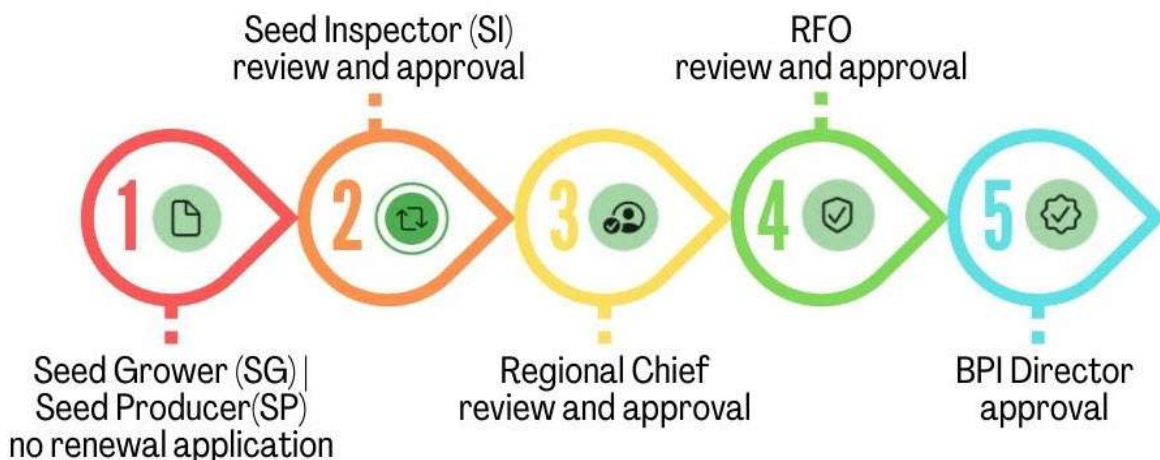 Seed Inspector (SI)
review and approval
RFO
review and approval
1
2
3
4
5
Seed Grower (SG) |
Seed Producer(SP)
no renewal application
Regional Chief
review and approval
BPI Director
approval